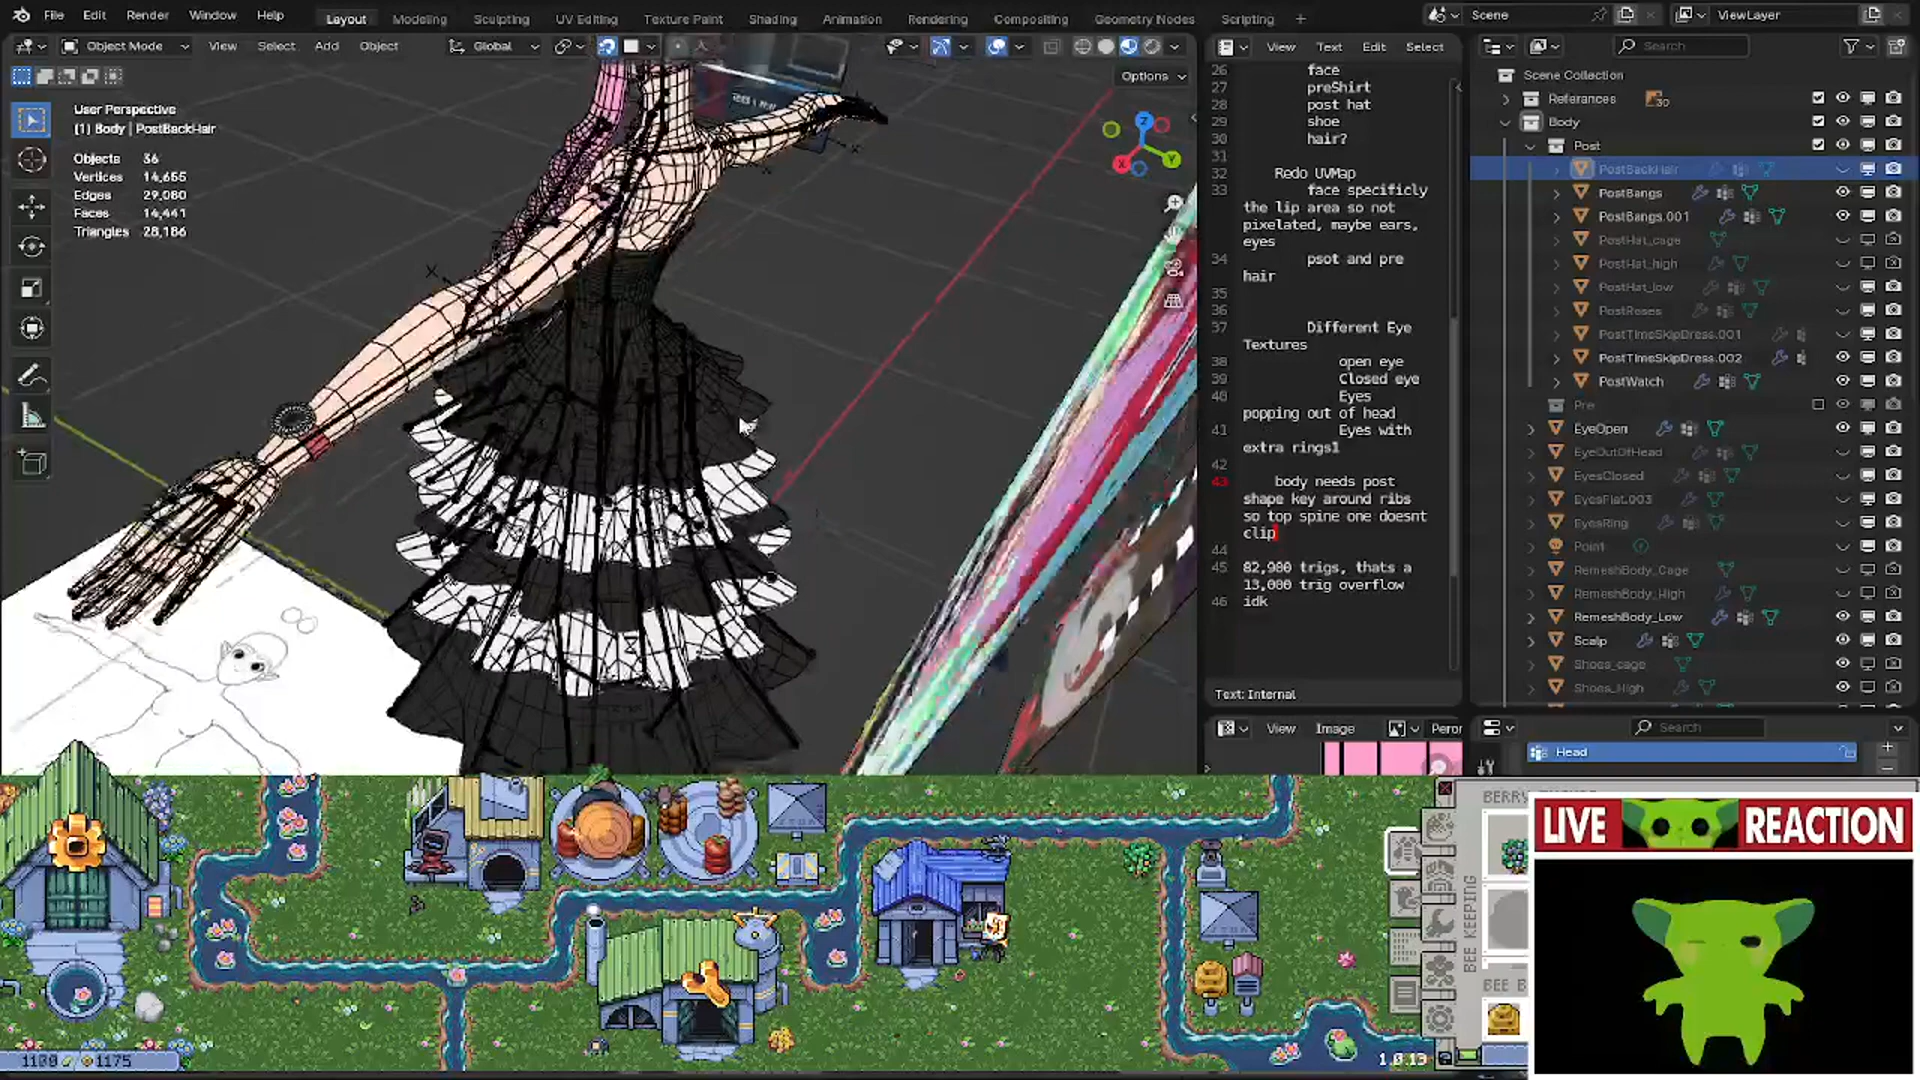 File Edit Render Window Help
Layout Modeling Sculpting UV Editing Texture Paint Shading Animation Rendering Compositing Geometry Nodes Scripting +
Scene
ViewLayer
Object Mode View Select Add Object
Global
Options
User Perspective
(1) Body | PostBackHair
Objects 36
Vertices 14,655
Edges 29,080
Faces 14,441
Triangles 28,186
X
Y
Z
View Text Edit Select
26 face
27 preShirt
28 post hat
29 shoe
30 hair?
31
32 Redo UVMap
33 face specificly
the lip area so not
pixelated, maybe ears,
eyes
34 psot and pre
hair
35
36
37 Different Eye
Textures
38 open eye
39 Closed eye
40 Eyes
popping out of head
41 Eyes with
extra rings1
42
43 body needs post
shape key around ribs
so top spine one doesnt
clip
44
45 82,900 trigs, thats a
13,000 trig overflow
46 idk
Text: Internal
View Image
Search
Scene Collection
References 30
Body
Post
PostBackHair
PostBangs
PostBangs.001
PostHat_cage
PostHat_high
PostHat_low
PostRoses
PostTimeSkipDress.001
PostTimeSkipDress.002
PostWatch
Pre
EyeOpen
EyeOutOfHead
EyesClosed
EyesFlat.003
EyesRing
Point
RemeshBody_Cage
RemeshBody_High
RemeshBody_Low
Scalp
Shoes_cage
Shoes_High
Search
Head
BEE KEEPING
1100 1175
1.0.13
LIVE REACTION